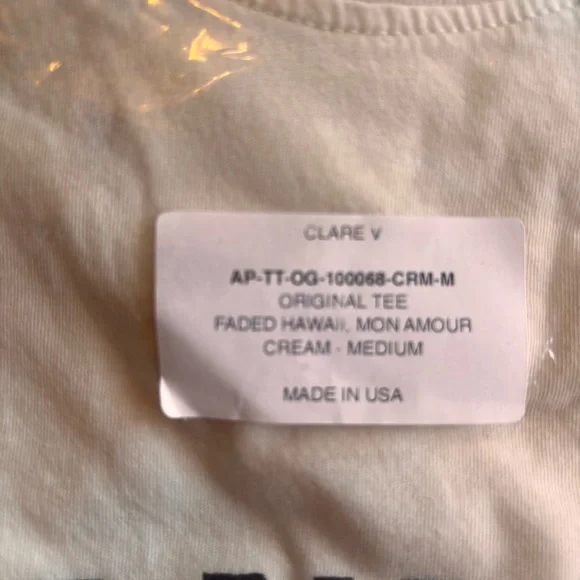 CLARE V
AP-TT-OG-100068-CRM-M
ORIGINAL TEE
FADED HAWAII, MON AMOUR
CREAM - MEDIUM
MADE IN USA